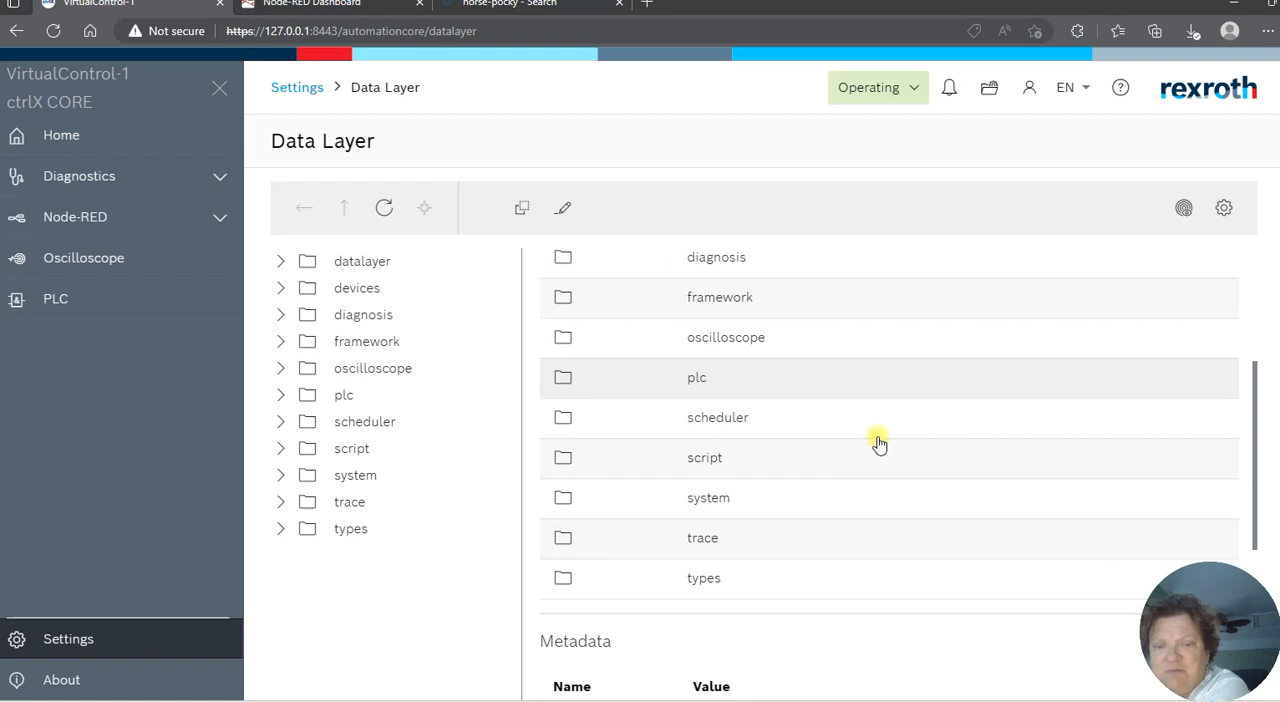 VirtualControl-1
Node-RED Dashboard
horse-pocky - Search
Not secure
https://127.0.0.1:8443/automationcore/datalayer
VirtualControl-1
ctrlX CORE
Home
Diagnostics
Node-RED
Oscilloscope
PLC
Settings
About
Settings > Data Layer
Operating
EN
rexroth
Data Layer
datalayer
devices
diagnosis
framework
oscilloscope
plc
scheduler
script
system
trace
types
diagnosis
framework
oscilloscope
plc
scheduler
script
system
trace
types
Metadata
Name Value